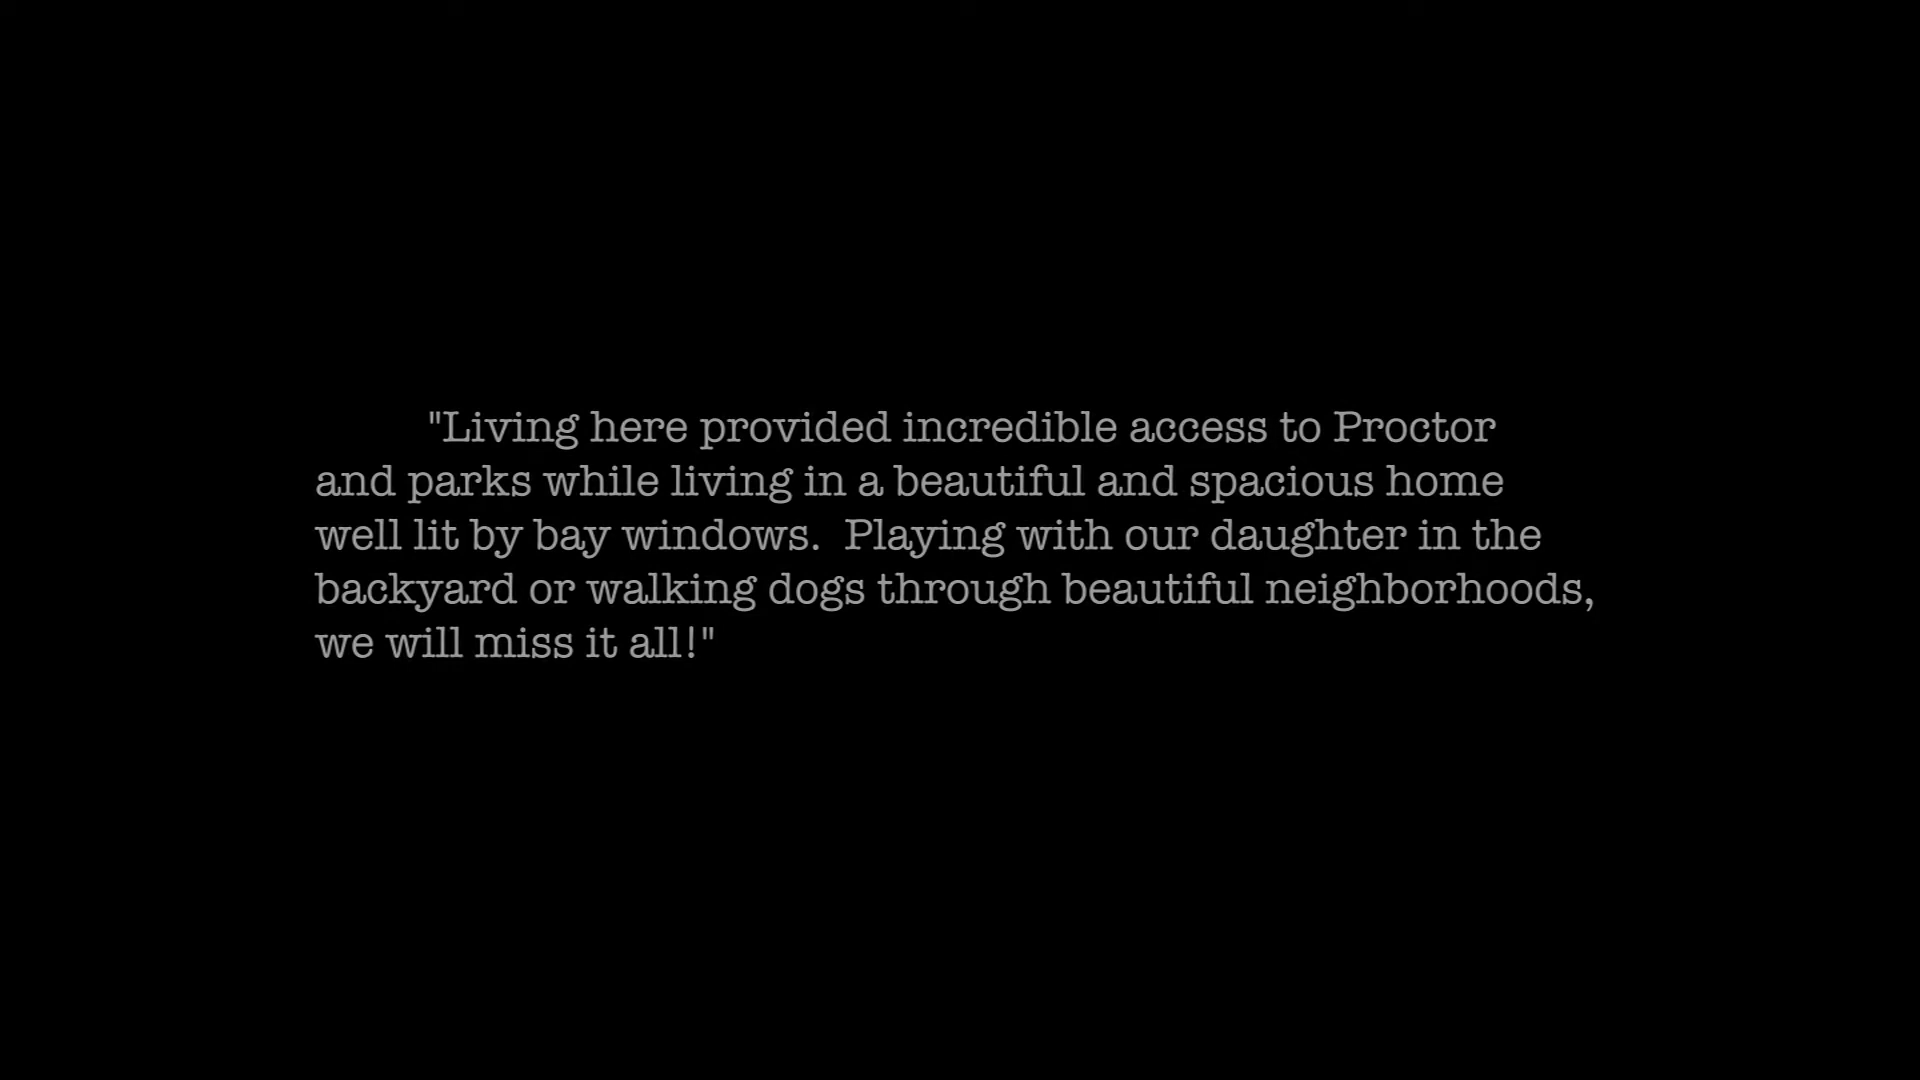 "Living here provided incredible access to Proctor
and parks while living in a beautiful and spacious home
well lit by bay windows.  Playing with our daughter in the
backyard or walking dogs through beautiful neighborhoods,
we will miss it all!"